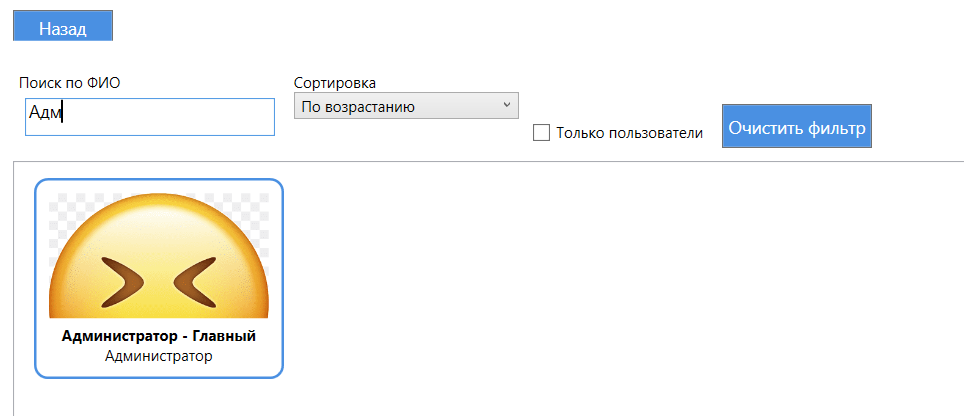 Назад
Поиск по ФИО
Сортировка
Адм
По возрастанию
Только пользователи
Очистить фильтр
Администратор - Главный
Администратор